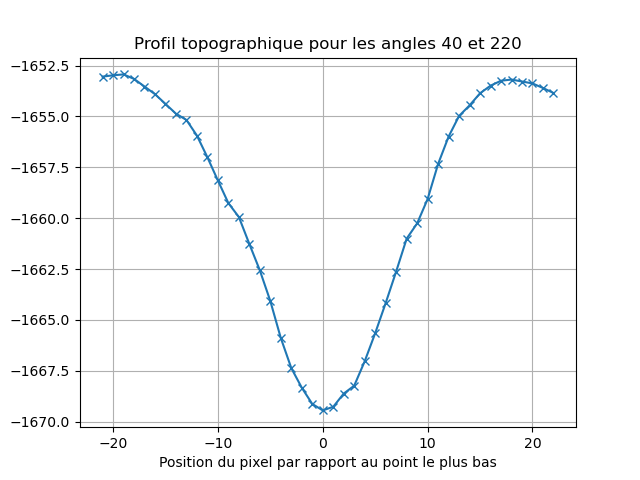 Profil topographique pour les angles 40 et 220
−1652.5
−1655.0
−1657.5
−1660.0
−1662.5
−1665.0
−1667.5
−1670.0
−20 −10 0 10 20
Position du pixel par rapport au point le plus bas